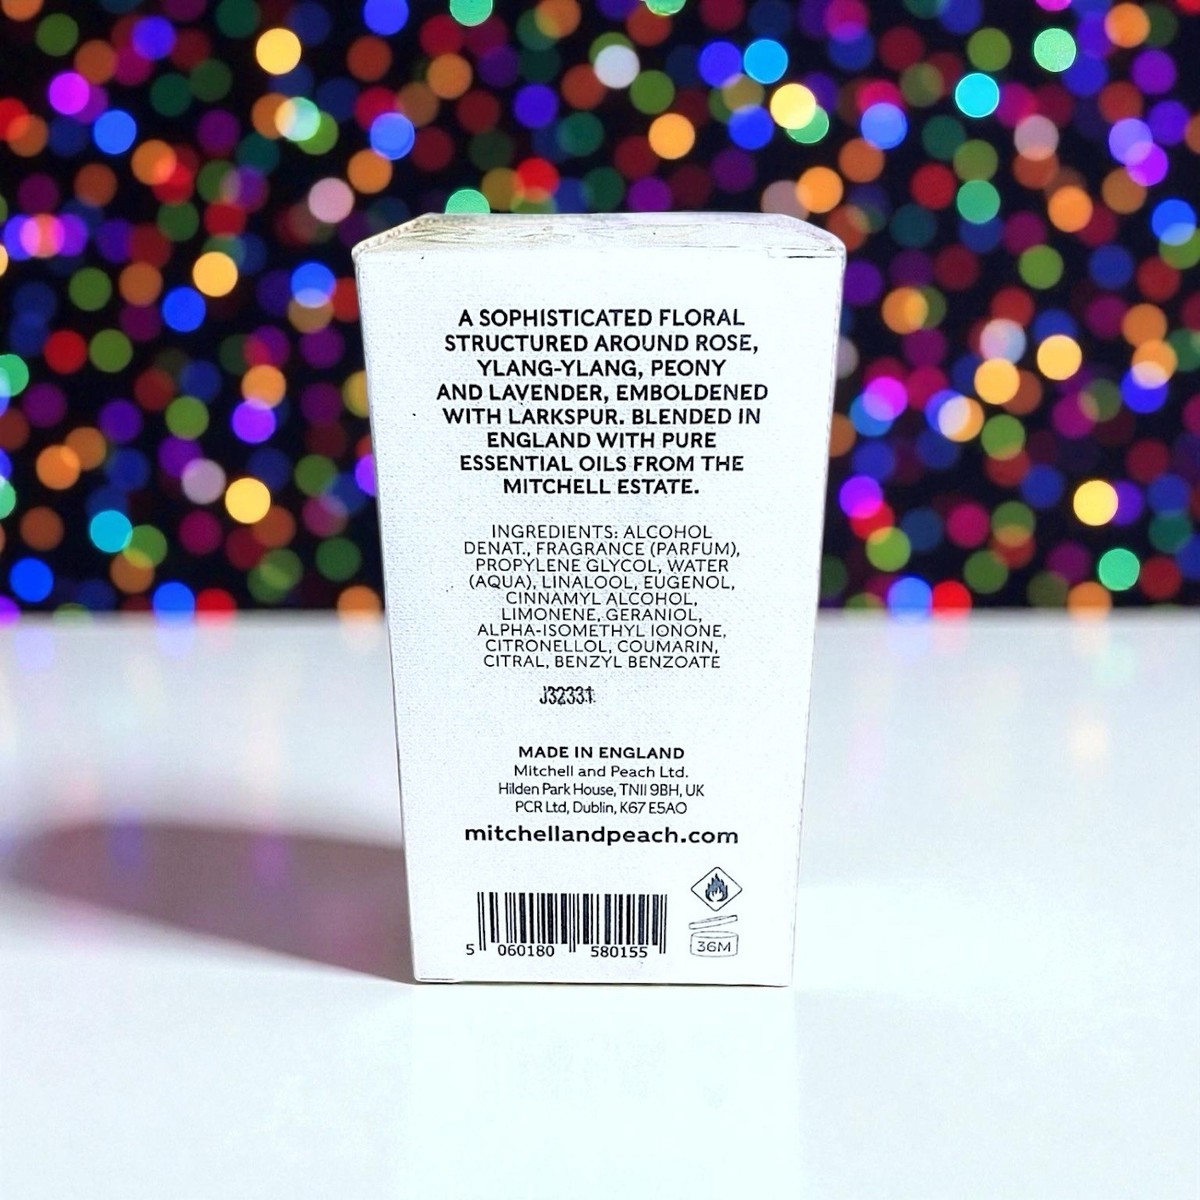 A SOPHISTICATED FLORAL
STRUCTURED AROUND ROSE,
YLANG-YLANG, PEONY
AND LAVENDER, EMBOLDENED
WITH LARKSPUR. BLENDED IN
ENGLAND WITH PURE
ESSENTIAL OILS FROM THE
MITCHELL ESTATE.
INGREDIENTS: ALCOHOL
DENAT., FRAGRANCE (PARFUM),
PROPYLENE GLYCOL, WATER
(AQUA), LINALOOL, EUGENOL,
CINNAMYL ALCOHOL,
LIMONENE, GERANIOL,
ALPHA-ISOMETHYL IONONE,
CITRONELLOL, COUMARIN,
CITRAL, BENZYL BENZOATE
J32331
MADE IN ENGLAND
Mitchell and Peach Ltd.
Hilden Park House, TN11 9BH, UK
PCR Ltd, Dublin, K67 E5A0
mitchellandpeach.com
5 060180 580155
36M